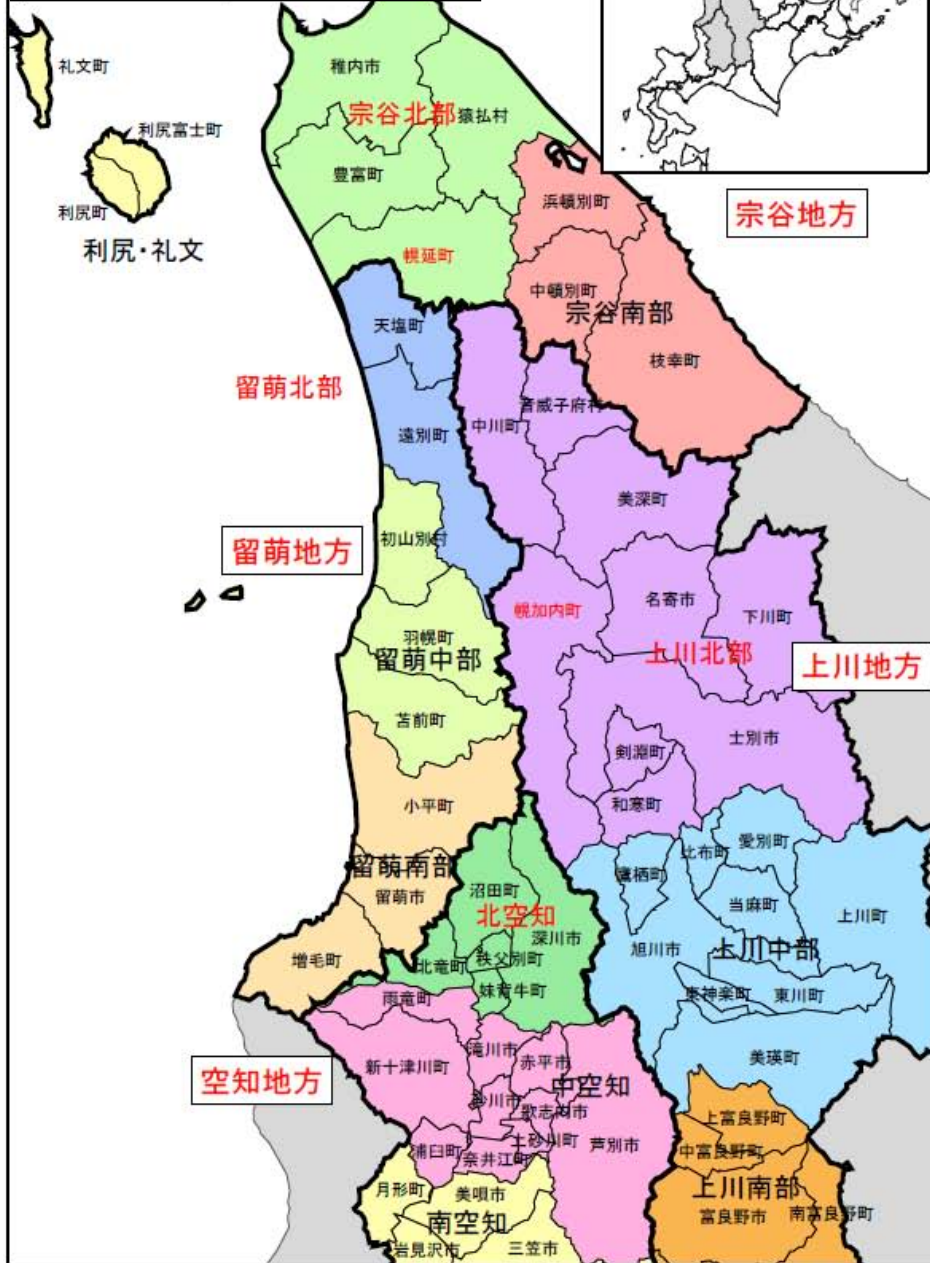 礼文町
稚内市
宗谷北部
猿払村
利尻富士町
豊富町
利尻町
浜頓別町
宗谷地方
利尻・礼文
幌延町
中頓別町
宗谷南部
天塩町
枝幸町
留萌北部
音威子府村
中川町
遠別町
美深町
留萌地方
初山別村
幌加内町
名寄市
下川町
羽幌町
留萌中部
上川北部
上川地方
苫前町
士別市
剣淵町
小平町
和寒町
愛別町
比布町
留萌南部
鷹栖町
留萌市
沼田町
当麻町
北空知
上川町
深川市
旭川市
上川中部
秩父別町
増毛町
北竜町
妹背牛町
東神楽町
東川町
雨竜町
滝川市
赤平市
美瑛町
新十津川町
空知地方
中空知
砂川市
歌志内市
上富良野町
上砂川町
芦別市
浦臼町
奈井江町
中富良野町
月形町
美唄市
上川南部
南空知
富良野市
南富良野町
岩見沢市
三笠市